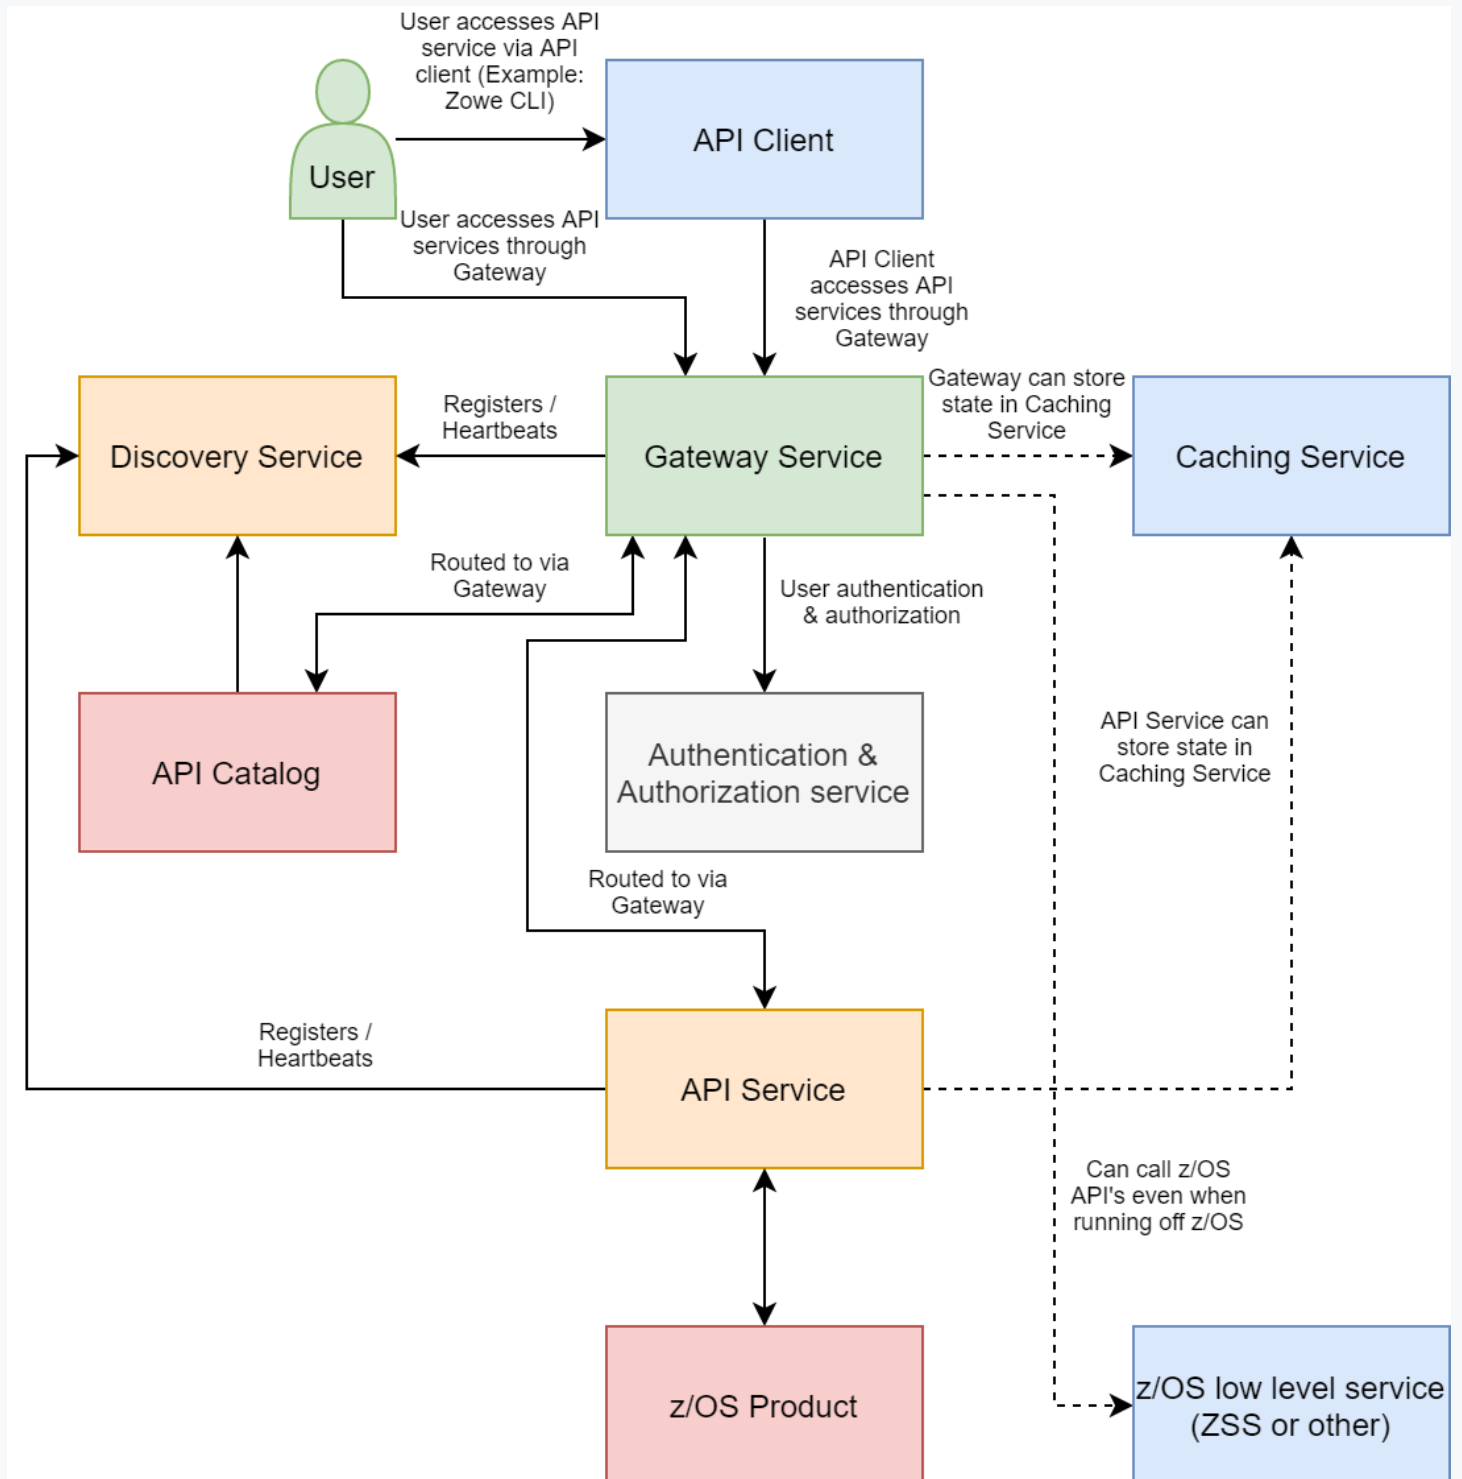 User accesses API
service via API
client (Example:
Zowe CLI)
API Client
User
User accesses API
services through
Gateway
API Client
accesses API
services through
Gateway
Gateway can store
state in Caching
Service
Registers /
Heartbeats
Discovery Service
Gateway Service
Caching Service
Routed to via
Gateway
User authentication
& authorization
API Service can
store state in
Caching Service
API Catalog
Authentication &
Authorization service
Routed to via
Gateway
Registers /
Heartbeats
API Service
Can call z/OS
API's even when
running off z/OS
z/OS Product
z/OS low level service
(ZSS or other)